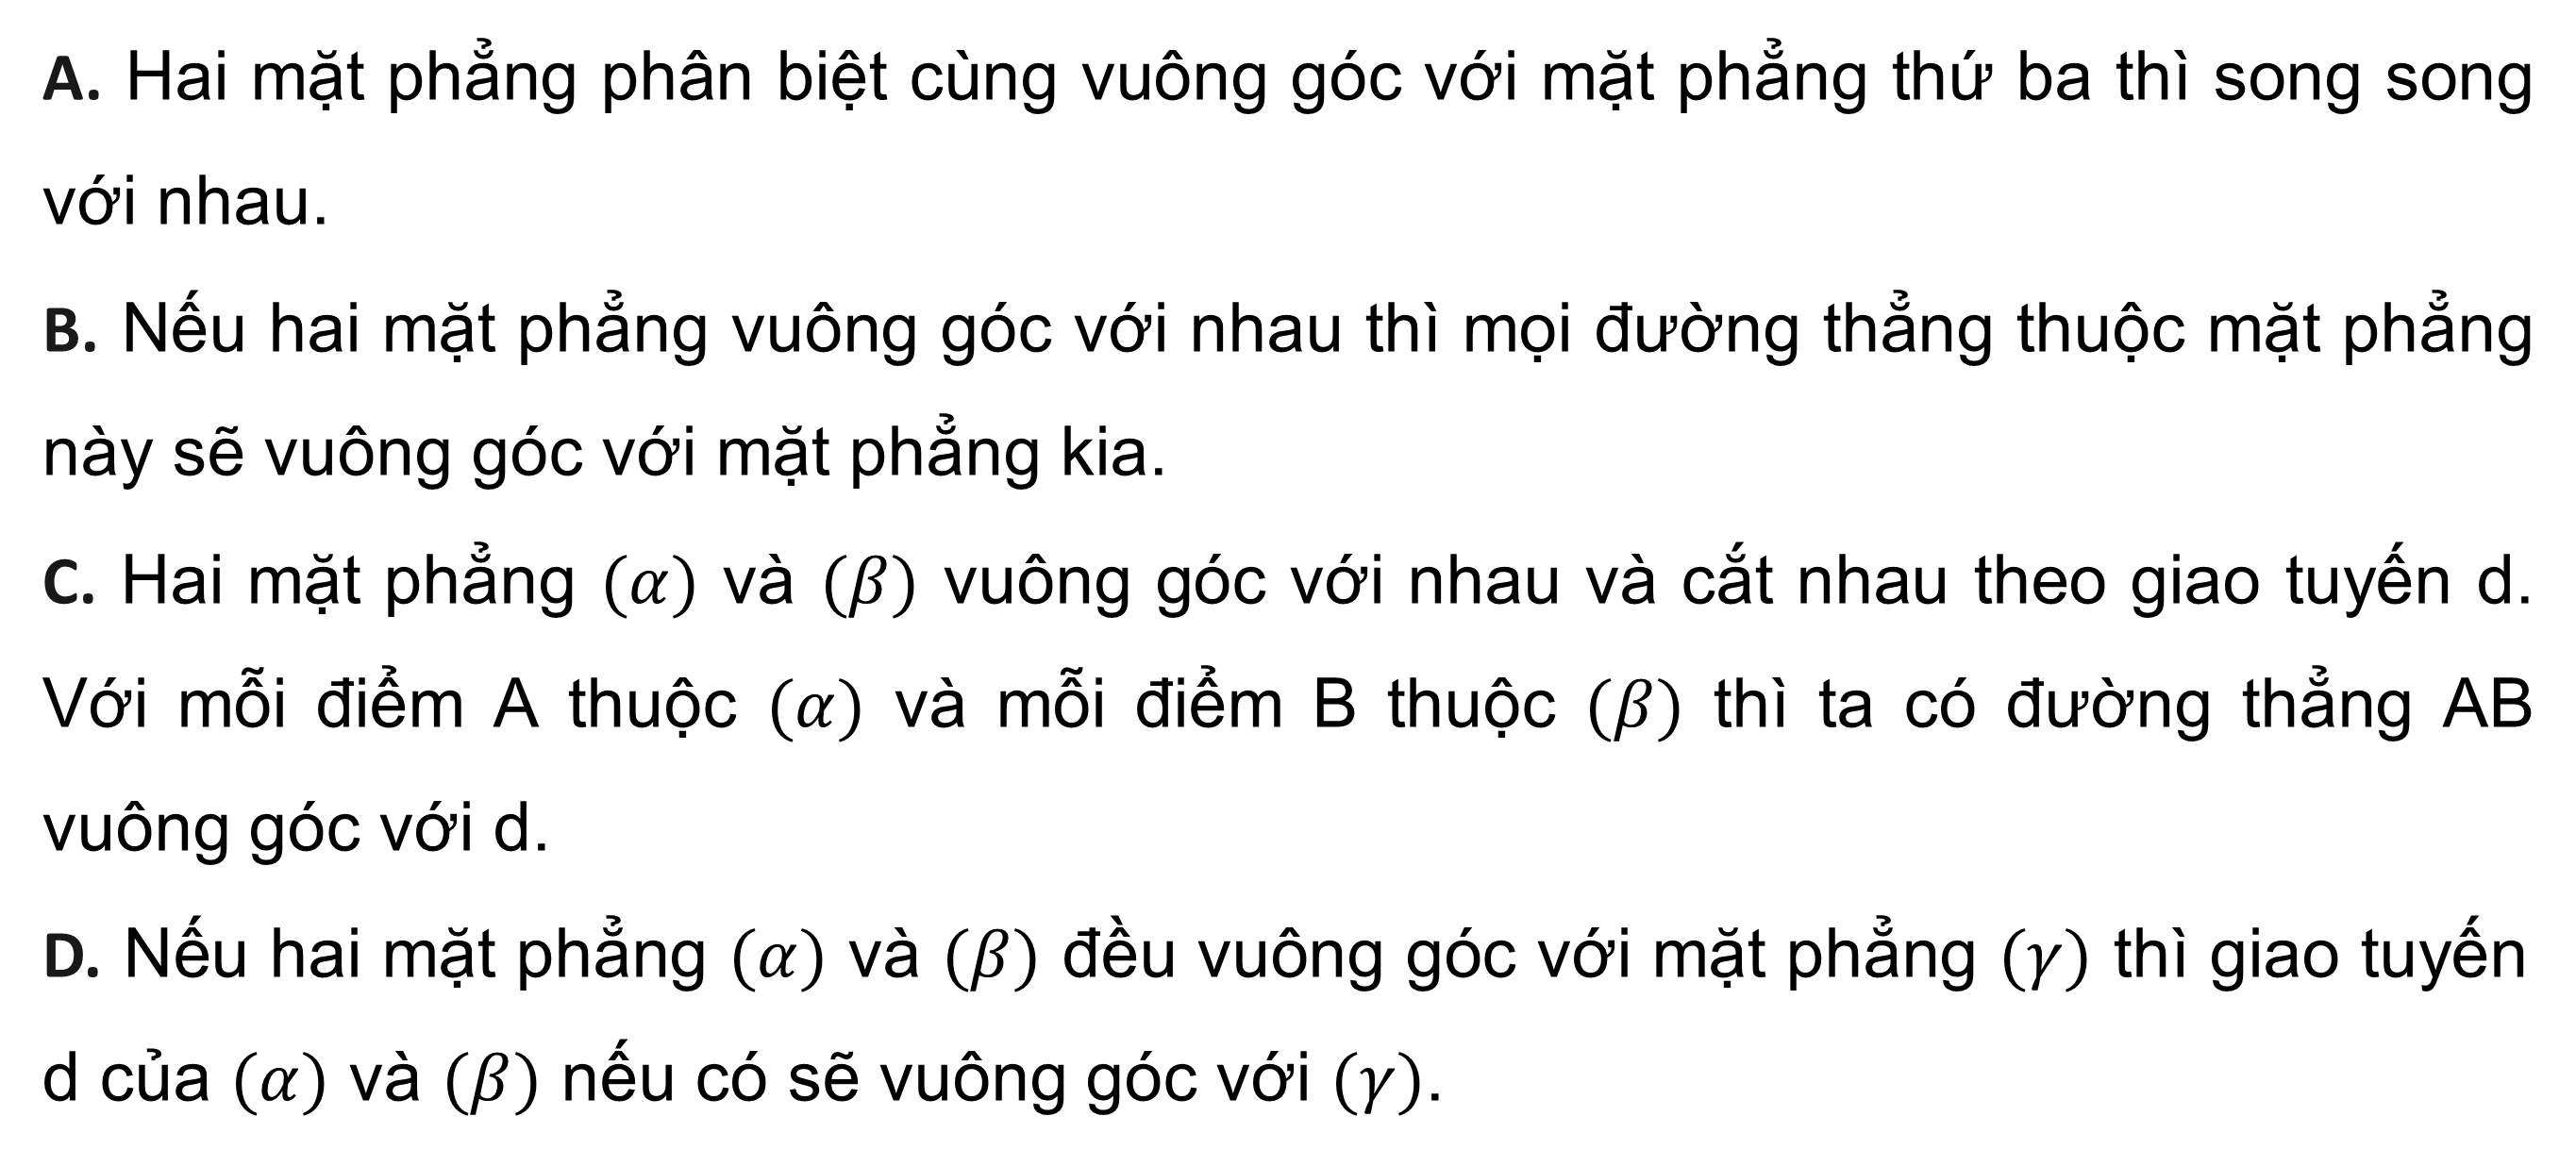 A. Hai mặt phẳng phân biệt cùng vuông góc với mặt phẳng thứ ba thì song song
với nhau.
B. Nếu hai mặt phẳng vuông góc với nhau thì mọi đường thẳng thuộc mặt phẳng
này sẽ vuông góc với mặt phẳng kia.
C. Hai mặt phẳng (α) và (β) vuông góc với nhau và cắt nhau theo giao tuyến d.
Với mỗi điểm A thuộc (α) và mỗi điểm B thuộc (β) thì ta có đường thẳng AB
vuông góc với d.
D. Nếu hai mặt phẳng (α) và (β) đều vuông góc với mặt phẳng (γ) thì giao tuyến
d của (α) và (β) nếu có sẽ vuông góc với (γ).